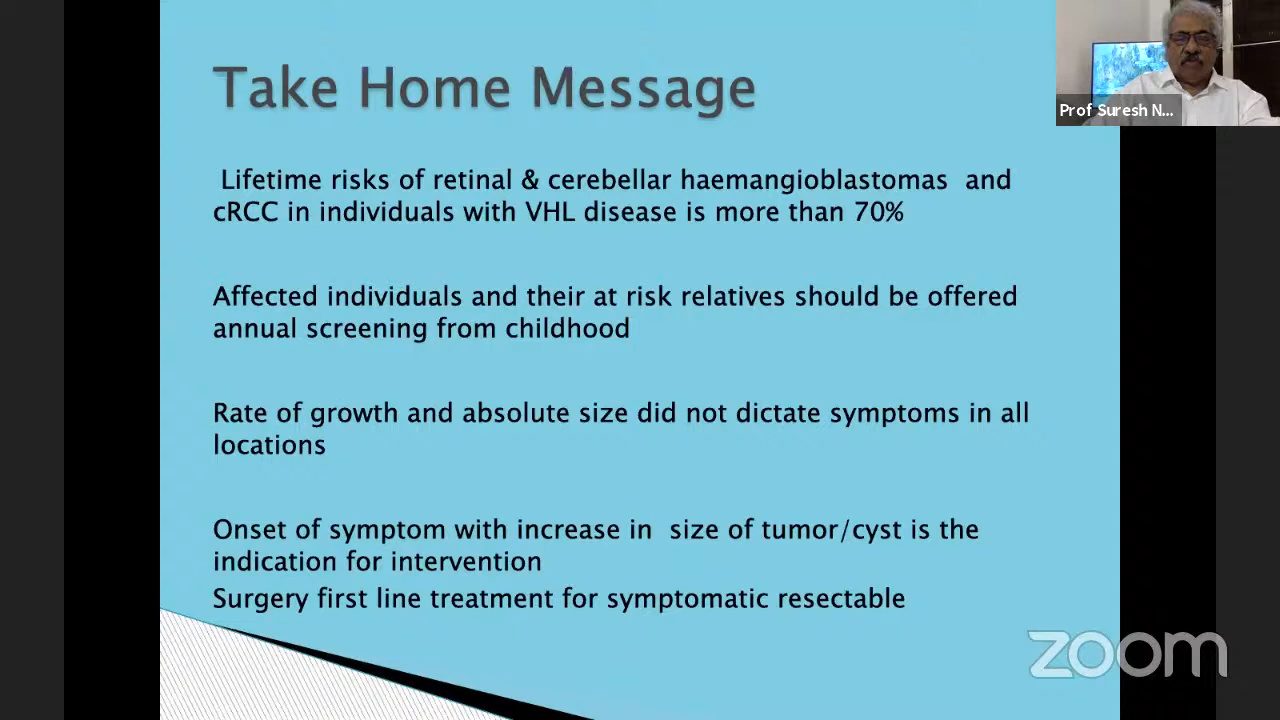 Take Home Message
Prof Suresh N...
Lifetime risks of retinal & cerebellar haemangioblastomas and
cRCC in individuals with VHL disease is more than 70%
Affected individuals and their at risk relatives should be offered
annual screening from childhood
Rate of growth and absolute size did not dictate symptoms in all
locations
Onset of symptom with increase in size of tumor/cyst is the
indication for intervention
Surgery first line treatment for symptomatic resectable
zoom